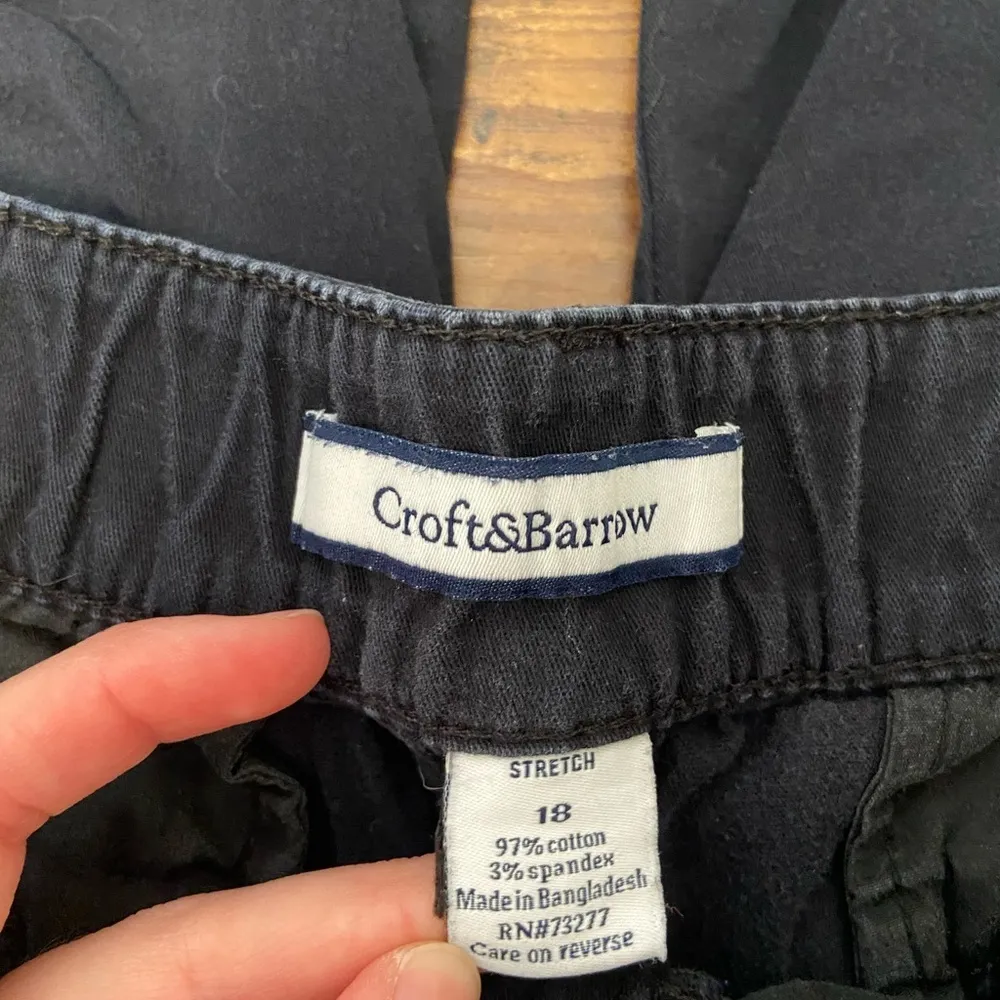 Croft&Barrow
STRETCH
18
97% cotton
3% spandex
Made in Bangladesh
RN#73277
Care on reverse